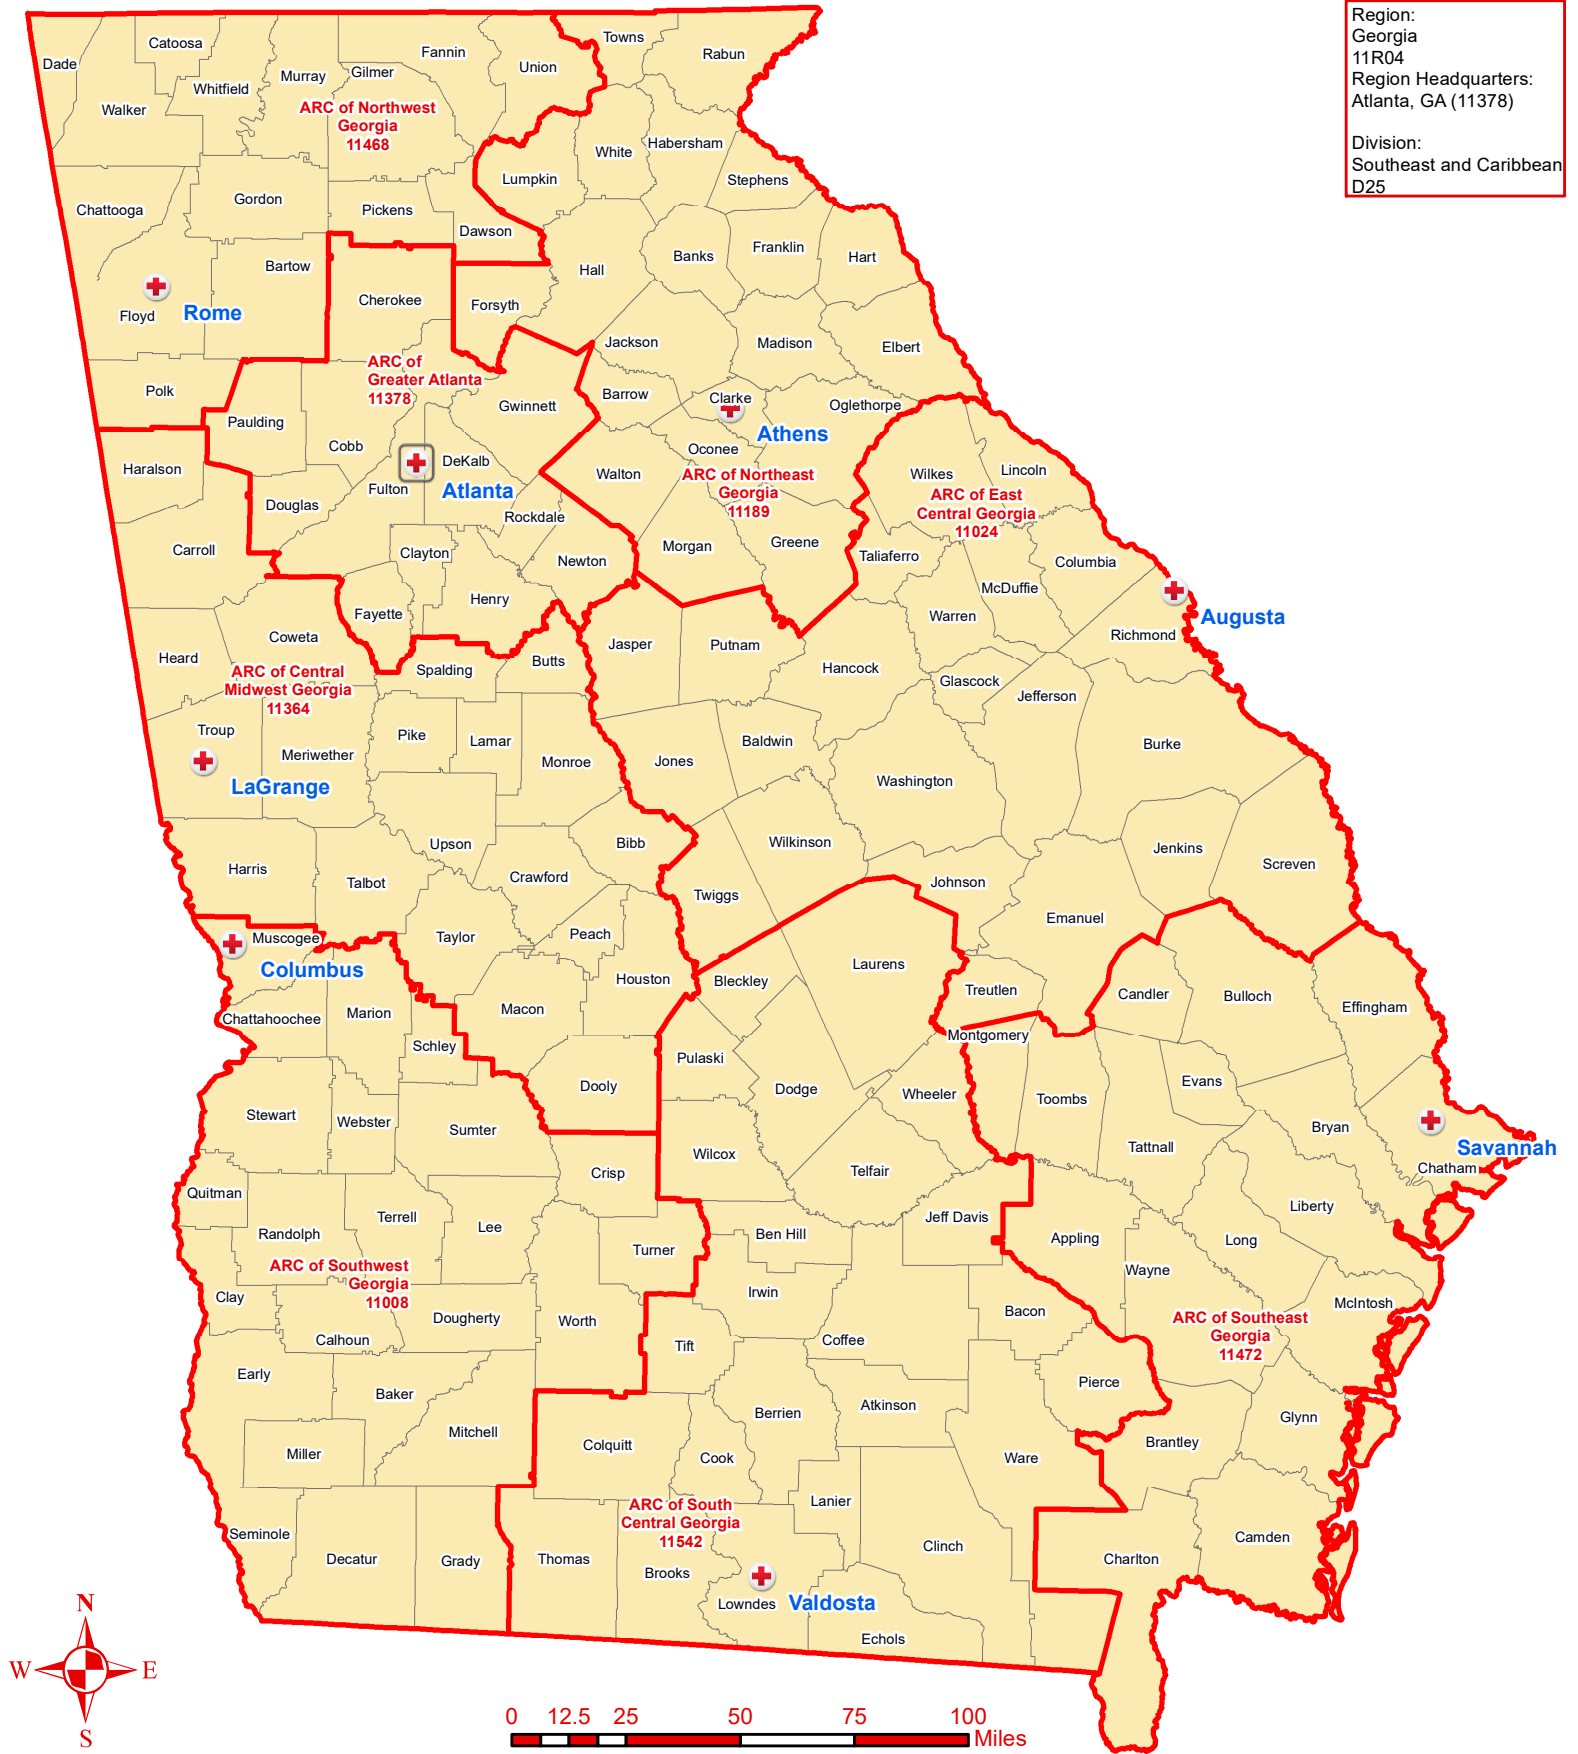 Region:
Georgia
11R04
Region Headquarters:
Atlanta, GA (11378)
Division:
Southeast and Caribbean
D25
Dade
Catoosa
Whitfield
Walker
Murray
Gilmer
Fannin
Union
Towns
Rabun
ARC of Northwest
Georgia
11468
White
Habersham
Stephens
Lumpkin
Chattooga
Gordon
Pickens
Dawson
Hall
Banks
Franklin
Hart
Bartow
Floyd
Rome
Cherokee
Forsyth
Jackson
Madison
Elbert
ARC of
Greater Atlanta
11378
Polk
Paulding
Cobb
Gwinnett
Barrow
Clarke
Oglethorpe
Athens
Oconee
Haralson
DeKalb
Fulton
Atlanta
Douglas
Rockdale
Walton
ARC of Northeast
Georgia
11189
Wilkes
Lincoln
ARC of East
Central Georgia
11024
Carroll
Clayton
Newton
Morgan
Greene
Taliaferro
Columbia
McDuffie
Henry
Fayette
Warren
Richmond
Augusta
Heard
Coweta
ARC of Central
Midwest Georgia
11364
Spalding
Butts
Jasper
Putnam
Hancock
Glascock
Jefferson
Troup
Meriwether
Pike
Lamar
Monroe
Jones
Baldwin
Washington
Burke
LaGrange
Upson
Bibb
Wilkinson
Jenkins
Screven
Harris
Talbot
Crawford
Twiggs
Johnson
Emanuel
Muscogee
Columbus
Taylor
Peach
Houston
Bleckley
Laurens
Treutlen
Candler
Bulloch
Effingham
Chattahoochee
Marion
Macon
Schley
Montgomery
Pulaski
Dodge
Wheeler
Toombs
Evans
Dooly
Stewart
Webster
Sumter
Wilcox
Telfair
Tattnall
Bryan
Savannah
Chatham
Crisp
Quitman
Randolph
Terrell
Lee
Turner
Ben Hill
Jeff Davis
Appling
Long
Liberty
ARC of Southwest
Georgia
11008
Wayne
Clay
Calhoun
Dougherty
Worth
Irwin
Tift
Coffee
Bacon
McIntosh
ARC of Southeast
Georgia
11472
Early
Baker
Mitchell
Pierce
Atkinson
Berrien
Glynn
Brantley
Miller
Colquitt
Cook
Ware
Lanier
ARC of South
Central Georgia
11542
Seminole
Decatur
Grady
Thomas
Brooks
Clinch
Charlton
Camden
Lowndes
Valdosta
Echols
N
W
E
S
0 12.5 25 50 75 100
Miles